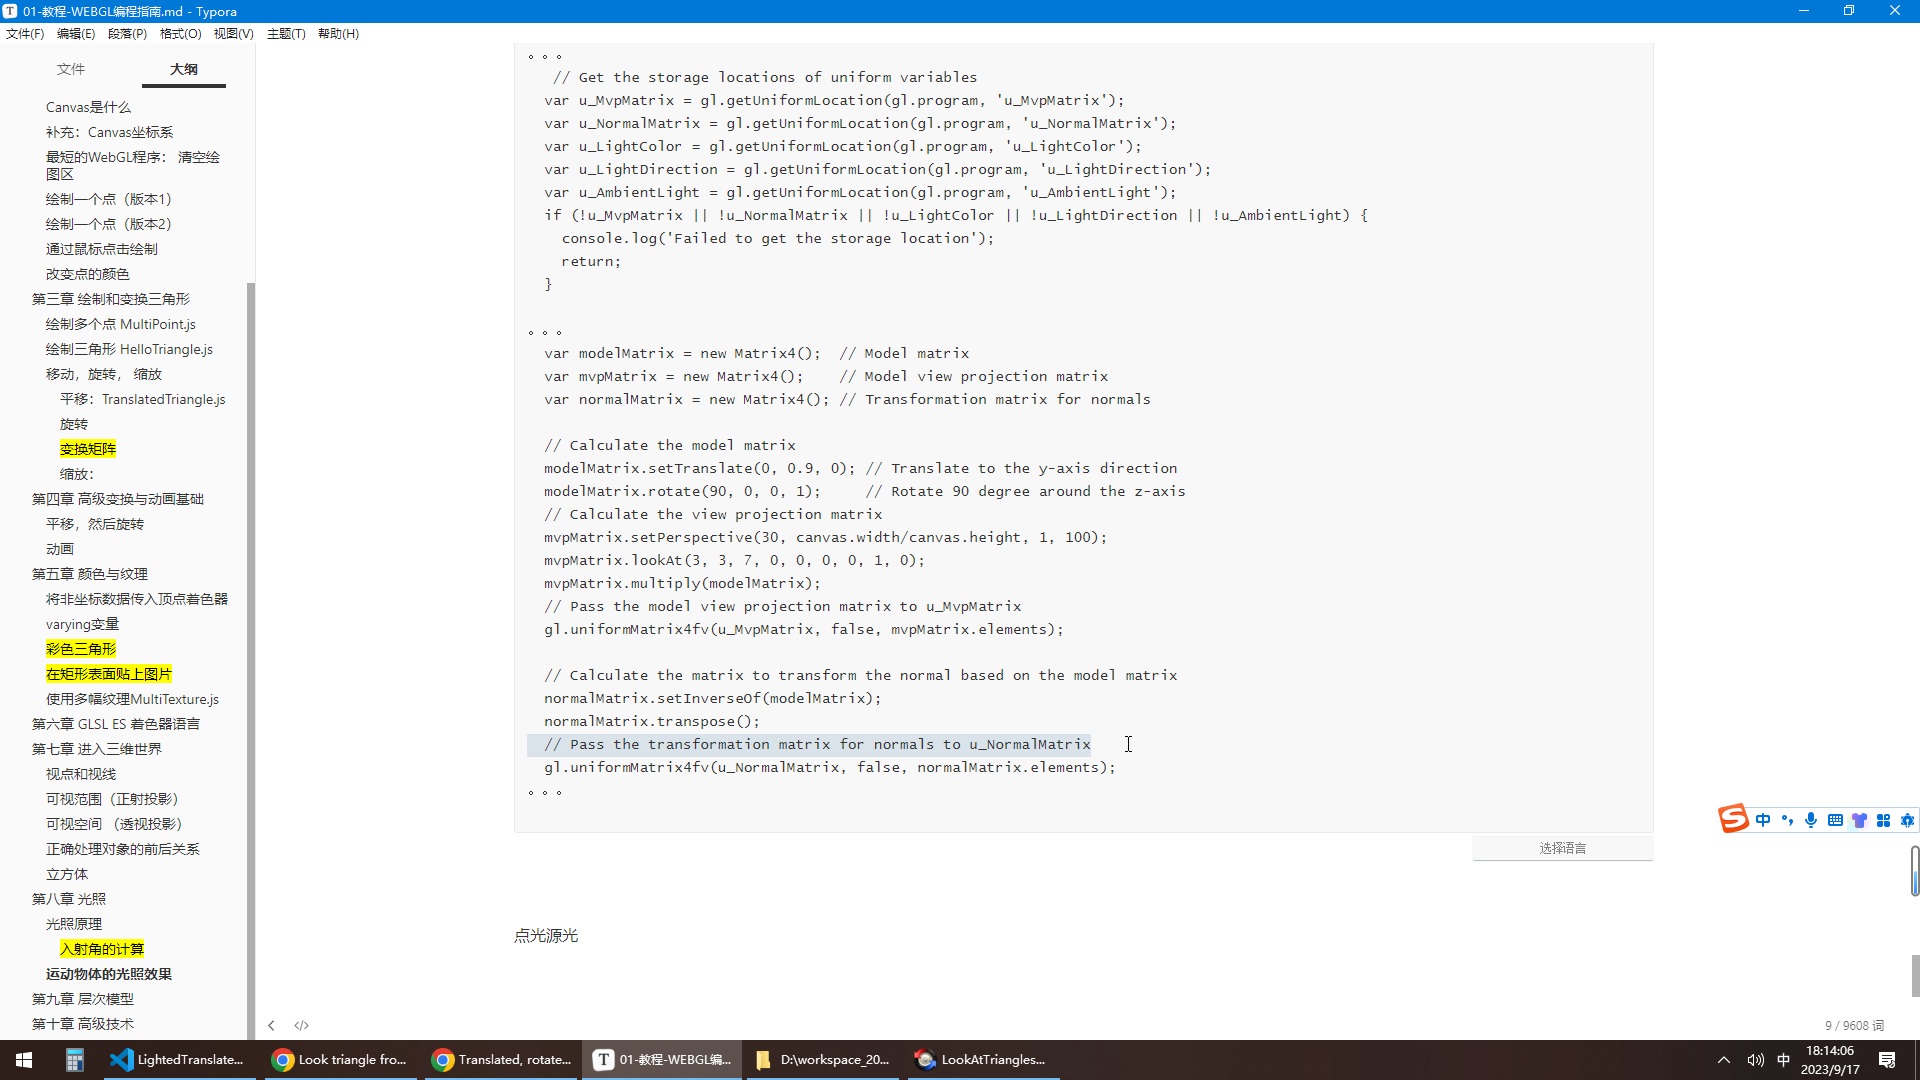 01-教程-WEBGL编程指南.md - Typora
文件(F) 编辑(E) 段落(P) 格式(O) 视图(V) 主题(T) 帮助(H)
文件 大纲
Canvas是什么
补充：Canvas坐标系
最短的WebGL程序： 清空绘
图区
绘制一个点（版本1）
绘制一个点（版本2）
通过鼠标点击绘制
改变点的颜色
第三章 绘制和变换三角形
绘制多个点 MultiPoint.js
绘制三角形 HelloTriangle.js
移动，旋转， 缩放
平移：TranslatedTriangle.js
旋转
变换矩阵
缩放：
第四章 高级变换与动画基础
平移，然后旋转
动画
第五章 颜色与纹理
将非坐标数据传入顶点着色器
varying变量
彩色三角形
在矩形表面贴上图片
使用多幅纹理MultiTexture.js
第六章 GLSL ES 着色器语言
第七章 进入三维世界
视点和视线
可视范围（正射投影）
可视空间 （透视投影）
正确处理对象的前后关系
立方体
第八章 光照
光照原理
入射角的计算
运动物体的光照效果
第九章 层次模型
第十章 高级技术
。。。
// Get the storage locations of uniform variables
var u_MvpMatrix = gl.getUniformLocation(gl.program, 'u_MvpMatrix');
var u_NormalMatrix = gl.getUniformLocation(gl.program, 'u_NormalMatrix');
var u_LightColor = gl.getUniformLocation(gl.program, 'u_LightColor');
var u_LightDirection = gl.getUniformLocation(gl.program, 'u_LightDirection');
var u_AmbientLight = gl.getUniformLocation(gl.program, 'u_AmbientLight');
if (!u_MvpMatrix || !u_NormalMatrix || !u_LightColor || !u_LightDirection || !u_AmbientLight) {
console.log('Failed to get the storage location');
return;
}
。。。
var modelMatrix = new Matrix4();  // Model matrix
var mvpMatrix = new Matrix4();    // Model view projection matrix
var normalMatrix = new Matrix4(); // Transformation matrix for normals
// Calculate the model matrix
modelMatrix.setTranslate(0, 0.9, 0); // Translate to the y-axis direction
modelMatrix.rotate(90, 0, 0, 1);     // Rotate 90 degree around the z-axis
// Calculate the view projection matrix
mvpMatrix.setPerspective(30, canvas.width/canvas.height, 1, 100);
mvpMatrix.lookAt(3, 3, 7, 0, 0, 0, 0, 1, 0);
mvpMatrix.multiply(modelMatrix);
// Pass the model view projection matrix to u_MvpMatrix
gl.uniformMatrix4fv(u_MvpMatrix, false, mvpMatrix.elements);
// Calculate the matrix to transform the normal based on the model matrix
normalMatrix.setInverseOf(modelMatrix);
normalMatrix.transpose();
// Pass the transformation matrix for normals to u_NormalMatrix
gl.uniformMatrix4fv(u_NormalMatrix, false, normalMatrix.elements);
。。。
选择语言
点光源光
9 / 9608 词
中
LightedTranslate...
Look triangle fro...
Translated, rotate...
01-教程-WEBGL编...
D:\workspace_20...
LookAtTriangles...
中
18:14:06
2023/9/17